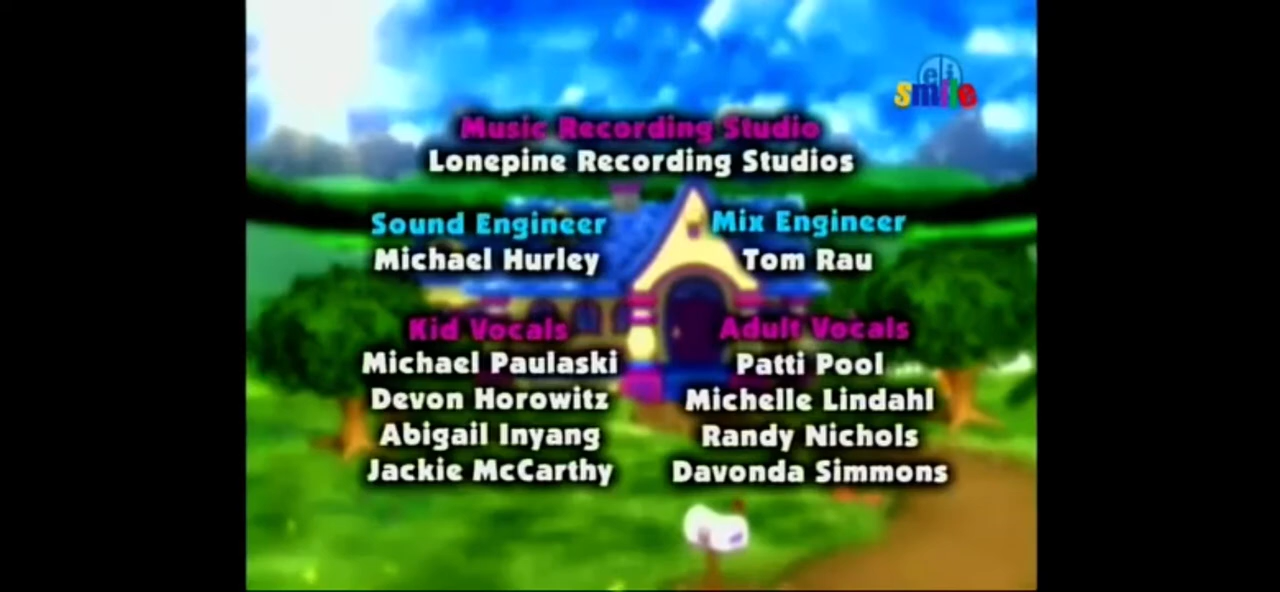 ei
smile
Music Recording Studio
Lonepine Recording Studios
Sound Engineer
Michael Hurley
Mix Engineer
Tom Rau
Kid Vocals
Michael Paulaski
Devon Horowitz
Abigail Inyang
Jackie McCarthy
Adult Vocals
Patti Pool
Michelle Lindahl
Randy Nichols
Davonda Simmons